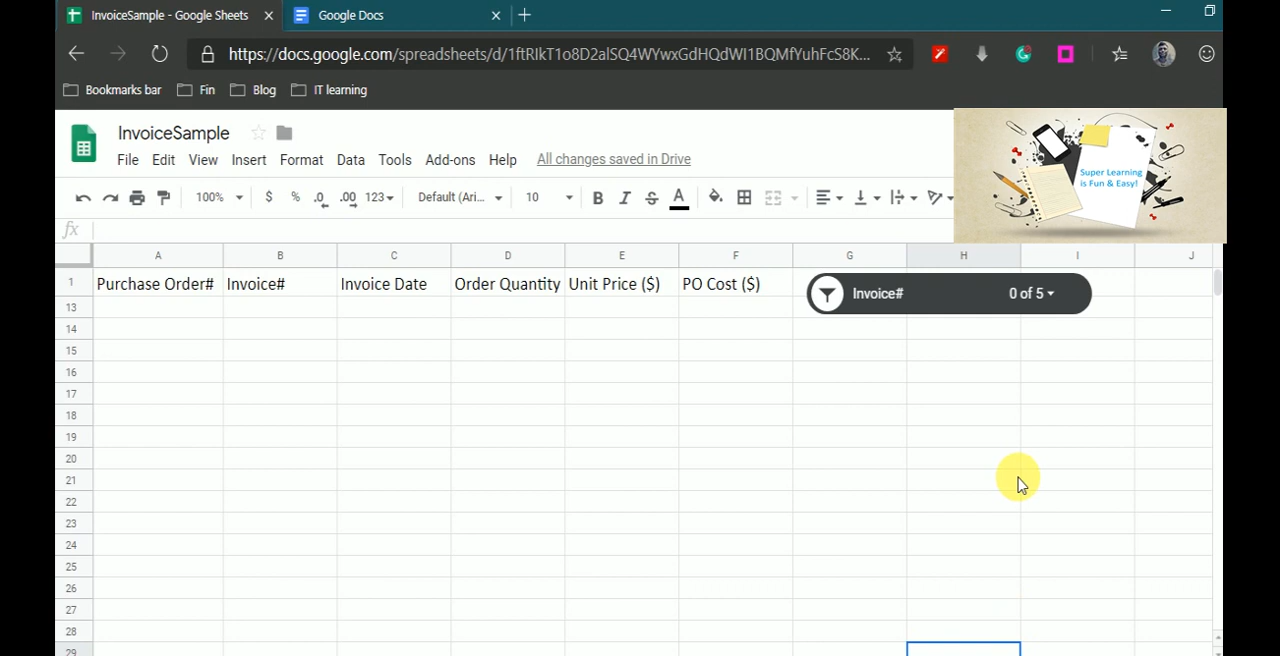 InvoiceSample - Google Sheets
Google Docs
https://docs.google.com/spreadsheets/d/1ftRIkT1o8D2alSQ4WYwxGdHQdWI1BQMfYuhFcS8K...
Bookmarks bar
Fin
Blog
IT learning
InvoiceSample
File Edit View Insert Format Data Tools Add-ons Help All changes saved in Drive
100% $ % .0 .00 123 Default (Ari... 10 B I S A
Super Learning
is Fun & Easy!
fx
A B C D E F G H I J
1 Purchase Order# Invoice# Invoice Date Order Quantity Unit Price ($) PO Cost ($)
Invoice# 0 of 5
13
14
15
16
17
18
19
20
21
22
23
24
25
26
27
28
29